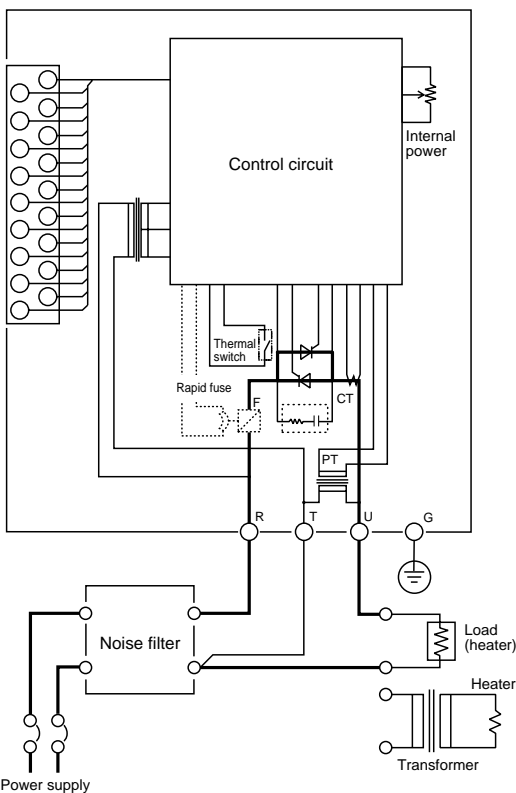 Control circuit
Internal
power
Thermal
switch
Rapid fuse
F
CT
PT
R
T
U
G
Noise filter
Load
(heater)
Heater
Transformer
Power supply